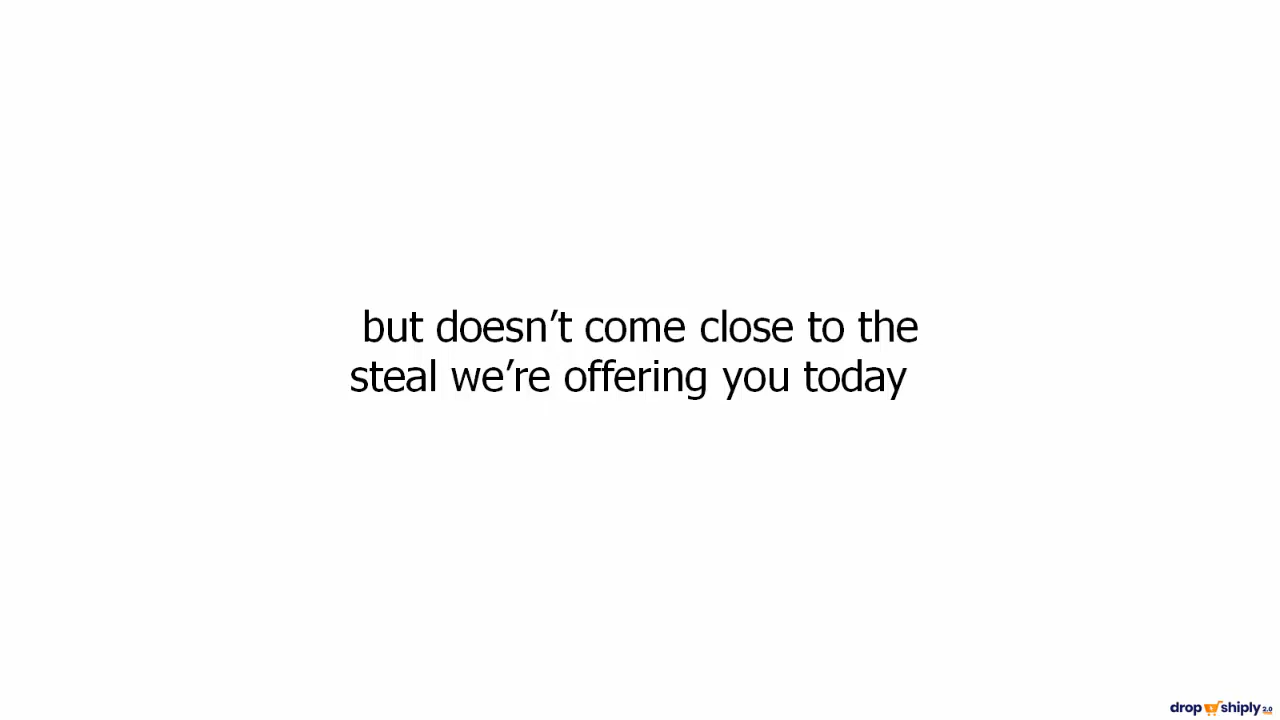 but doesn’t come close to the
steal we’re offering you today
drop shiply 2.0